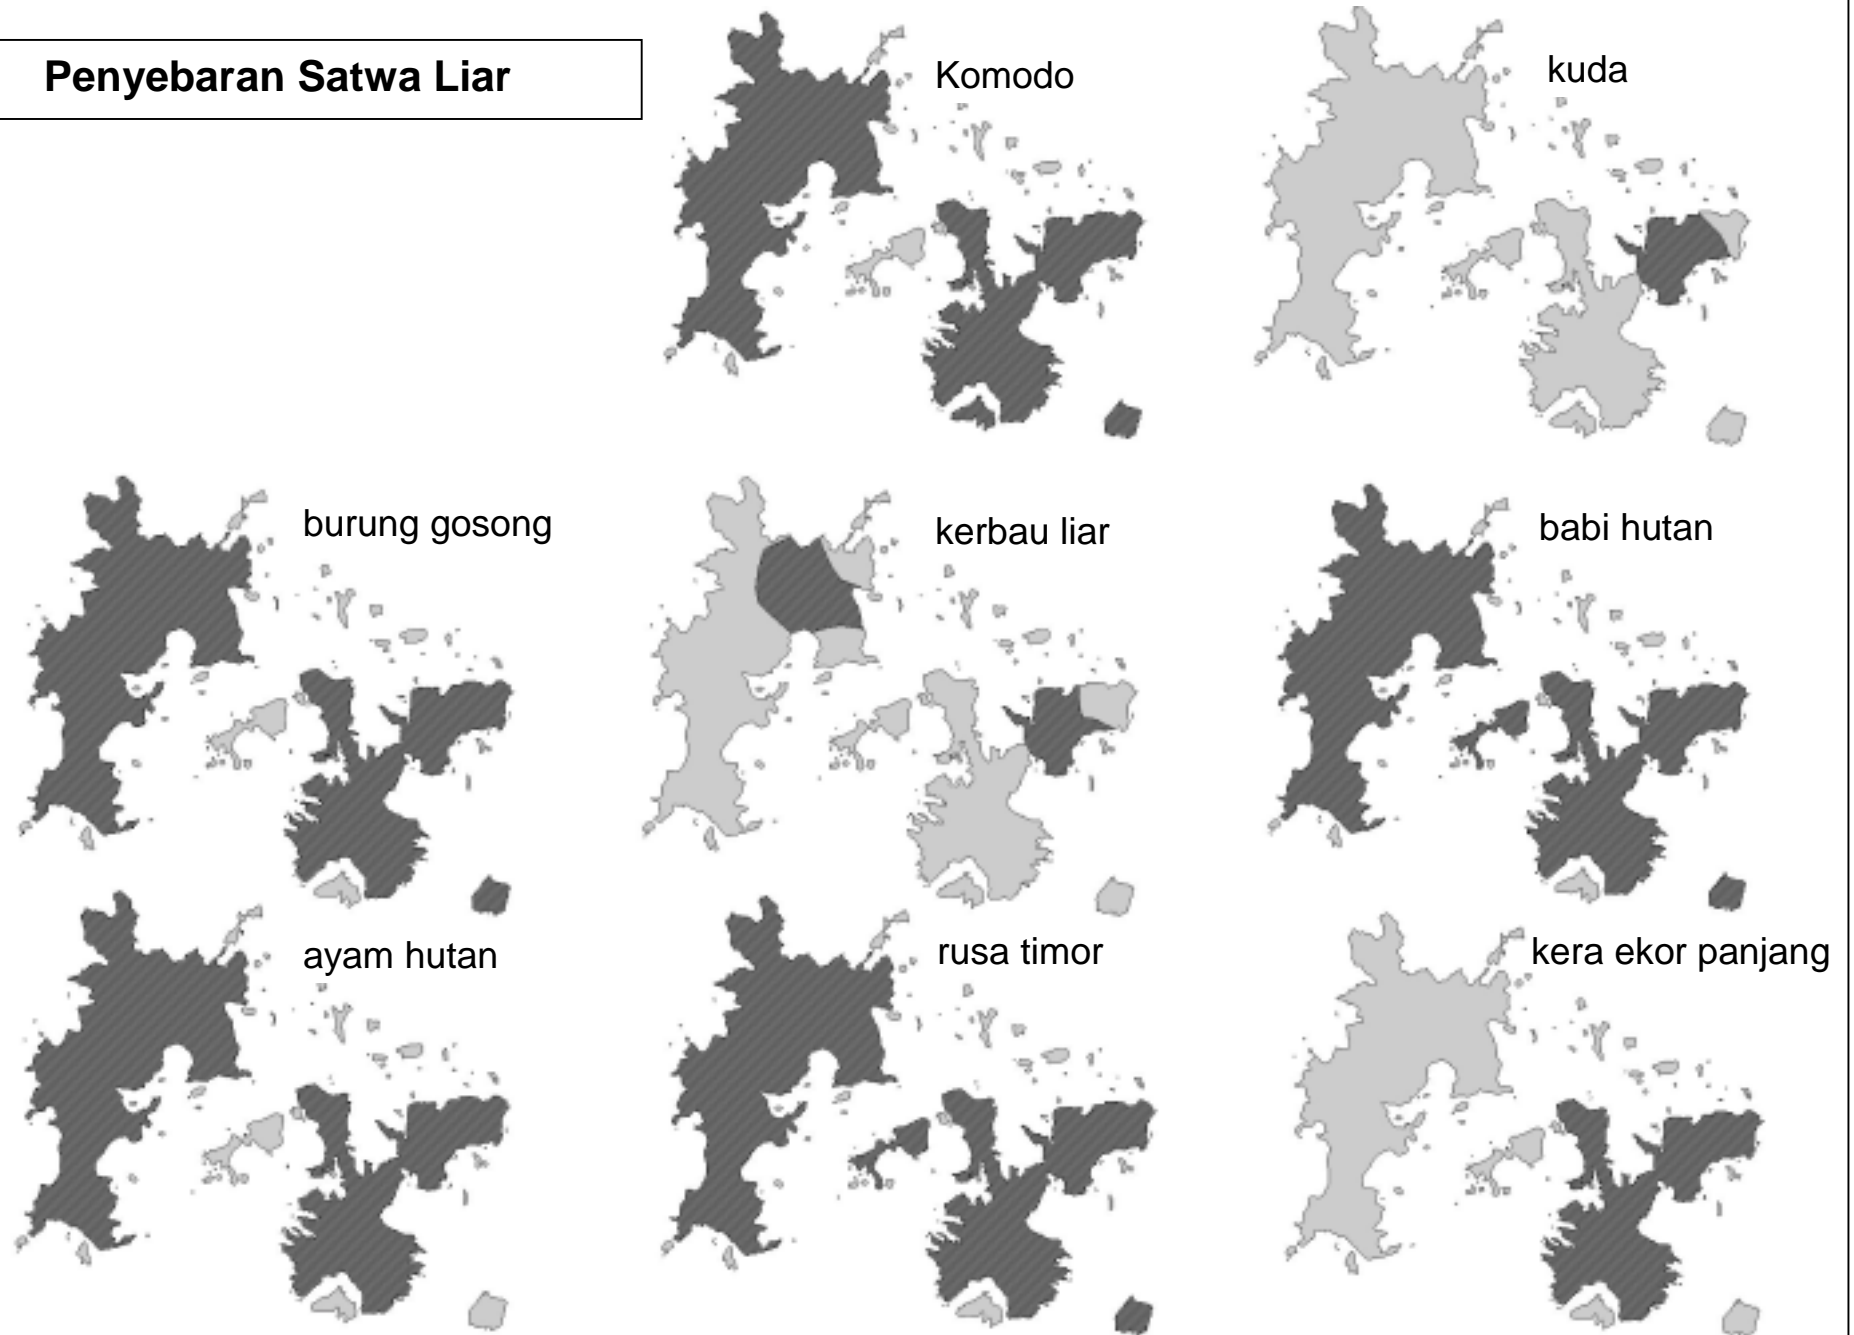 Penyebaran Satwa Liar
Komodo
kuda
burung gosong
kerbau liar
babi hutan
ayam hutan
rusa timor
kera ekor panjang